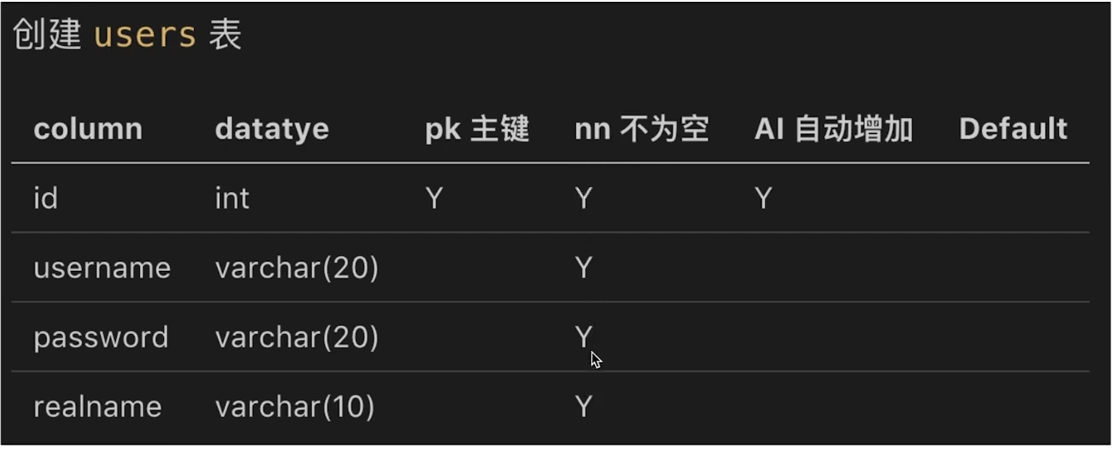 创建 users 表
column datatye pk 主键 nn 不为空 AI 自动增加 Default
id int Y Y Y
username varchar(20) Y
password varchar(20) Y
realname varchar(10) Y